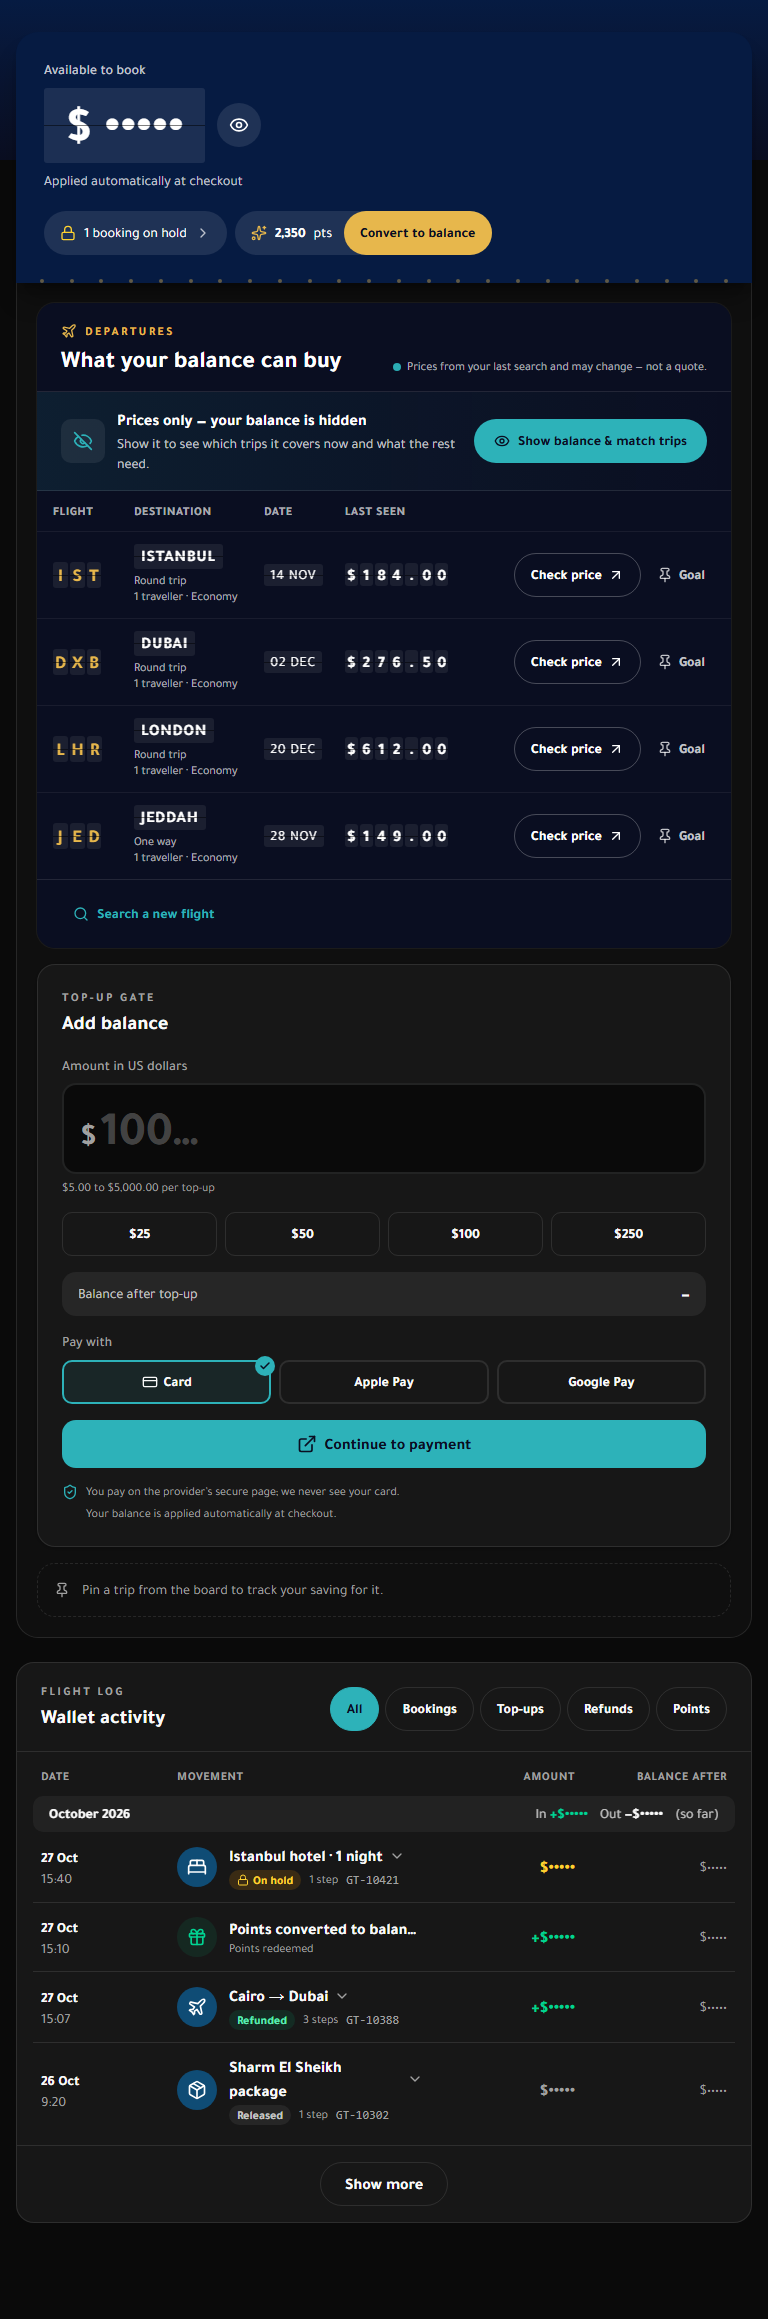 Available to book
$ •••••
Applied automatically at checkout
1 booking on hold
2,350 pts
Convert to balance
DEPARTURES
What your balance can buy
Prices from your last search and may change – not a quote.
Prices only – your balance is hidden
Show it to see which trips it covers now and what the rest
need.
Show balance & match trips
FLIGHT DESTINATION DATE LAST SEEN
IST
ISTANBUL
Round trip
1 traveller · Economy
14 NOV
$184.00
Check price
Goal
DXB
DUBAI
Round trip
1 traveller · Economy
02 DEC
$276.50
Check price
Goal
LHR
LONDON
Round trip
1 traveller · Economy
20 DEC
$612.00
Check price
Goal
JED
JEDDAH
One way
1 traveller · Economy
28 NOV
$149.00
Check price
Goal
Search a new flight
TOP-UP GATE
Add balance
Amount in US dollars
$ 100...
$5.00 to $5,000.00 per top-up
$25 $50 $100 $250
Balance after top-up –
Pay with
Card
Apple Pay
Google Pay
Continue to payment
You pay on the provider's secure page; we never see your card.
Your balance is applied automatically at checkout.
Pin a trip from the board to track your saving for it.
FLIGHT LOG
Wallet activity
All Bookings Top-ups Refunds Points
DATE MOVEMENT AMOUNT BALANCE AFTER
October 2026 In +$••••• Out –$••••• (so far)
27 Oct
15:40
Istanbul hotel · 1 night
On hold 1 step GT-10421
$•••••
$•••••
27 Oct
15:10
Points converted to balan...
Points redeemed
+$•••••
$•••••
27 Oct
15:07
Cairo → Dubai
Refunded 3 steps GT-10388
+$•••••
$•••••
26 Oct
9:20
Sharm El Sheikh
package
Released 1 step GT-10302
$•••••
$•••••
Show more